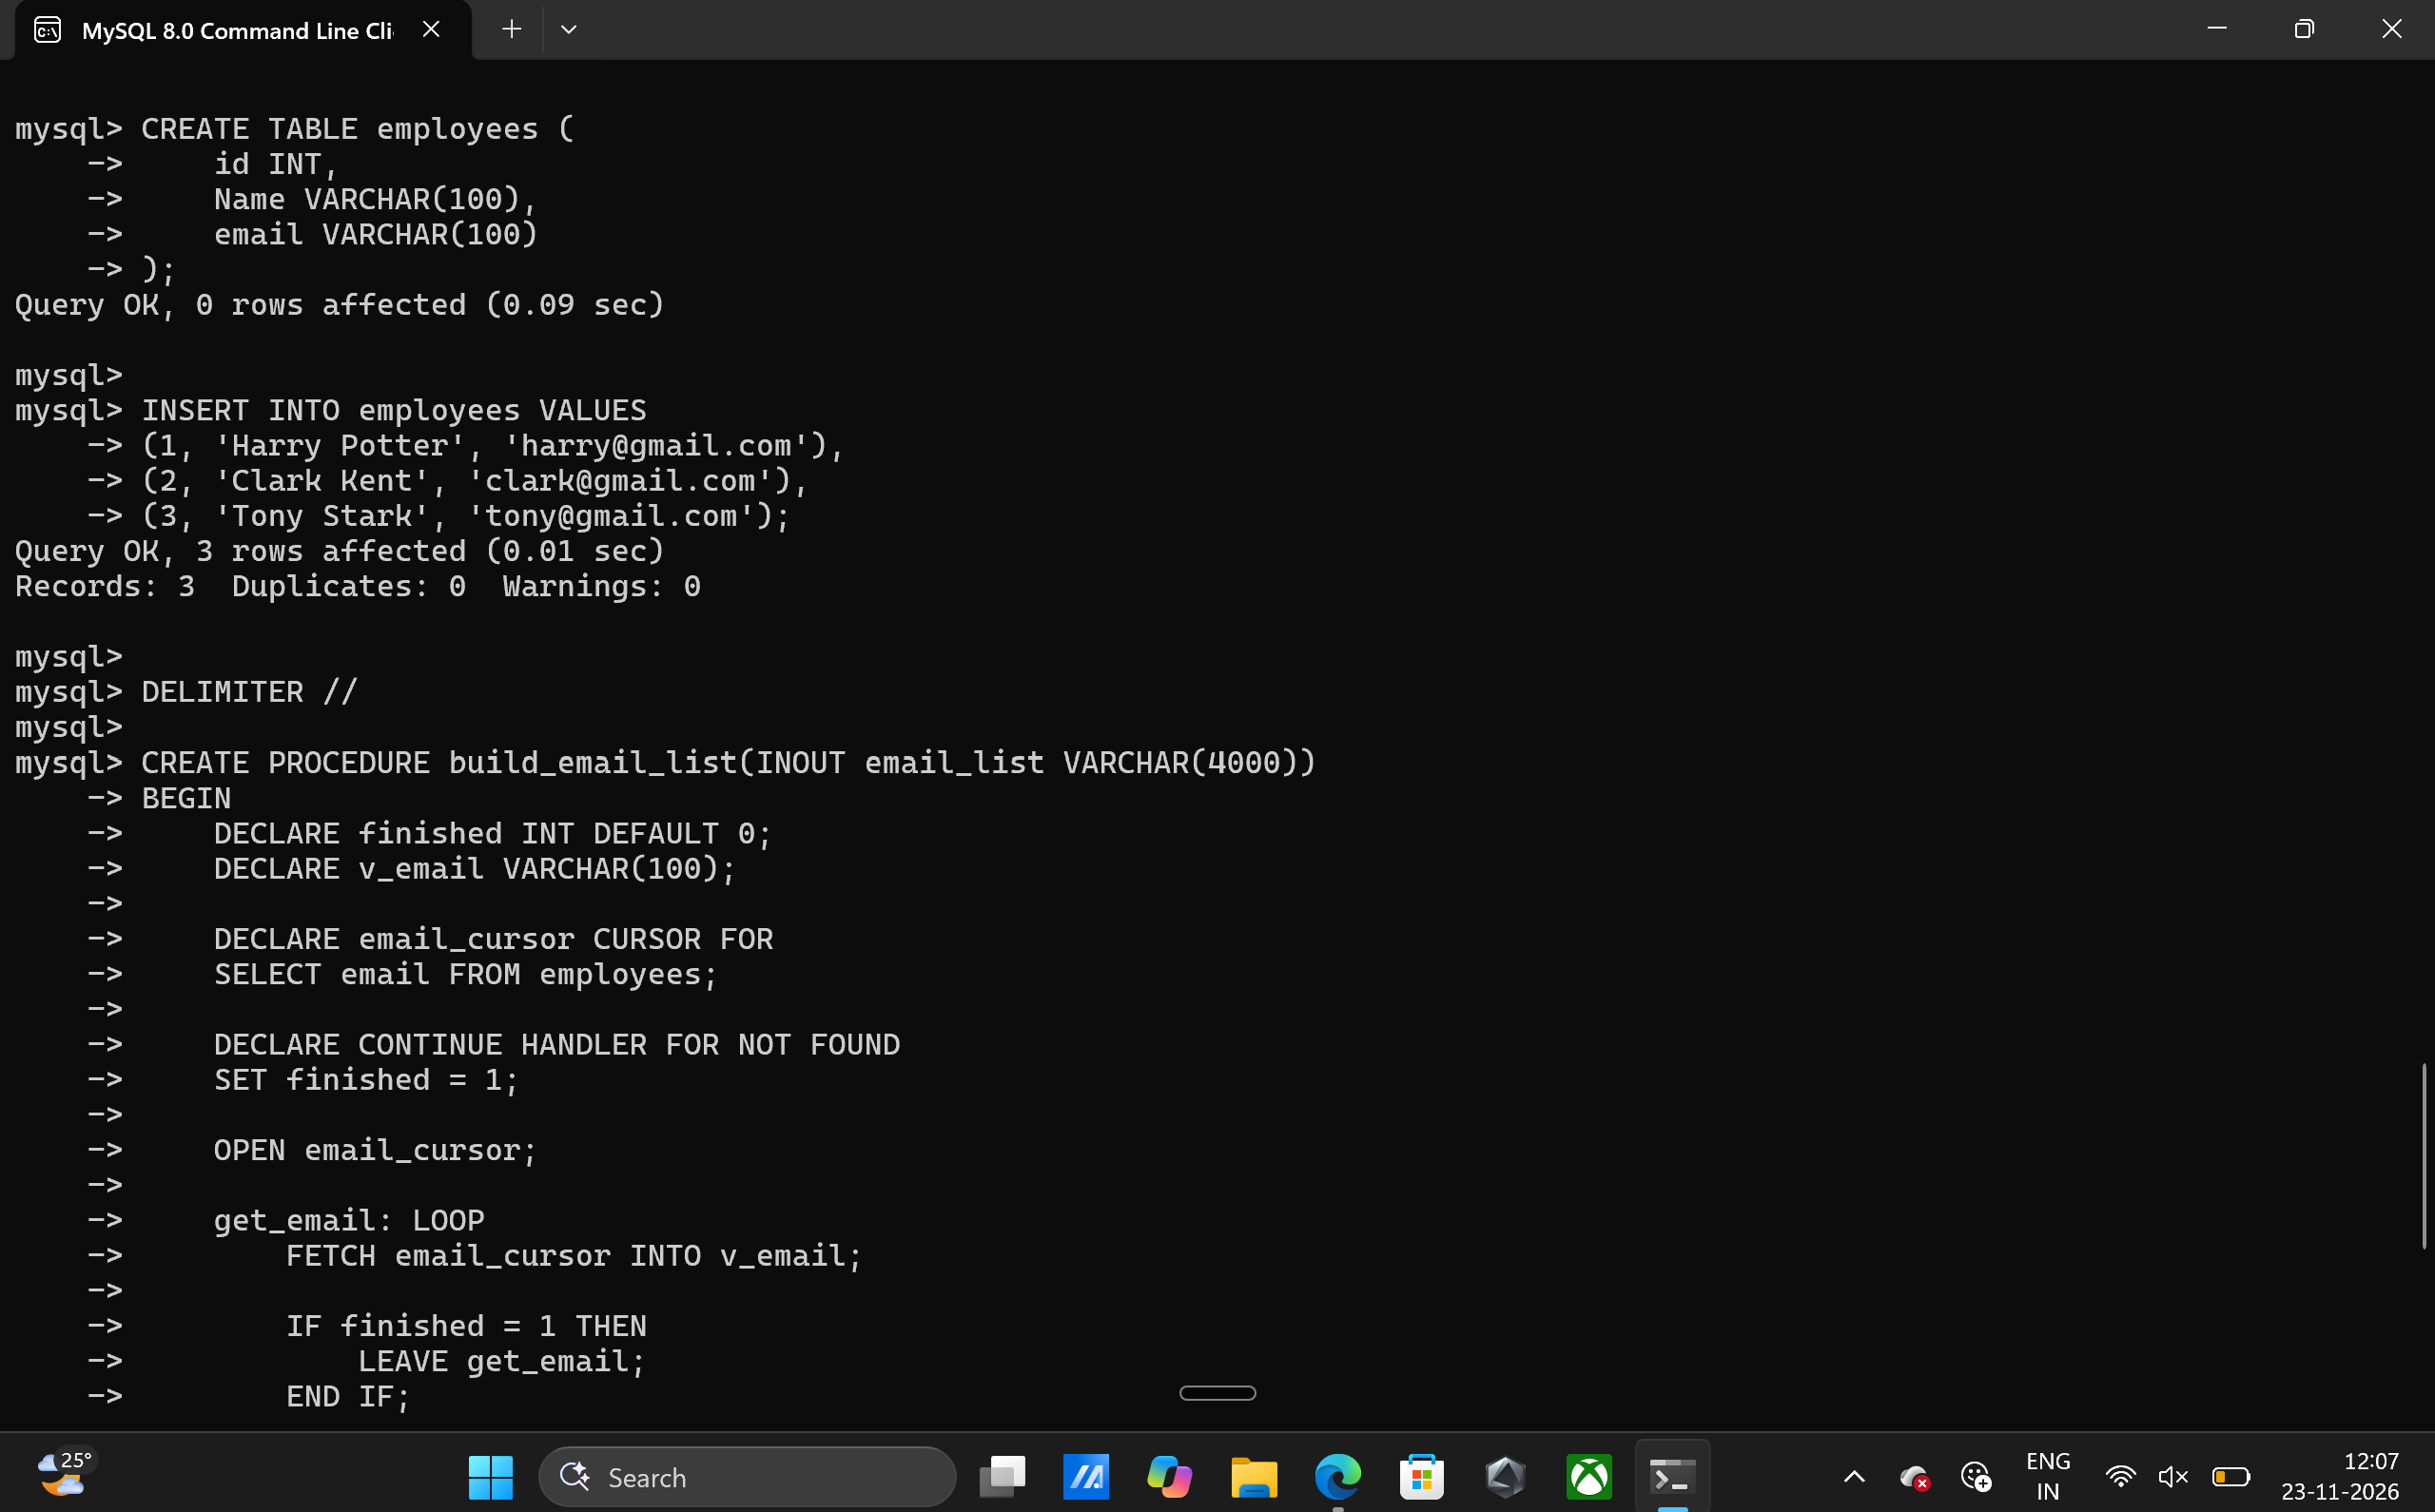 MySQL 8.0 Command Line Cli
mysql> CREATE TABLE employees (
    -> id INT,
    -> Name VARCHAR(100),
    -> email VARCHAR(100)
    -> );
Query OK, 0 rows affected (0.09 sec)
mysql>
mysql> INSERT INTO employees VALUES
    -> (1, 'Harry Potter', 'harry@gmail.com'),
    -> (2, 'Clark Kent', 'clark@gmail.com'),
    -> (3, 'Tony Stark', 'tony@gmail.com');
Query OK, 3 rows affected (0.01 sec)
Records: 3  Duplicates: 0  Warnings: 0
mysql>
mysql> DELIMITER //
mysql>
mysql> CREATE PROCEDURE build_email_list(INOUT email_list VARCHAR(4000))
    -> BEGIN
    ->     DECLARE finished INT DEFAULT 0;
    ->     DECLARE v_email VARCHAR(100);
    ->
    ->     DECLARE email_cursor CURSOR FOR
    ->     SELECT email FROM employees;
    ->
    ->     DECLARE CONTINUE HANDLER FOR NOT FOUND
    ->     SET finished = 1;
    ->
    ->     OPEN email_cursor;
    ->
    ->     get_email: LOOP
    ->         FETCH email_cursor INTO v_email;
    ->
    ->         IF finished = 1 THEN
    ->             LEAVE get_email;
    ->         END IF;
25°
Search
ENG
IN
12:07
23-11-2026